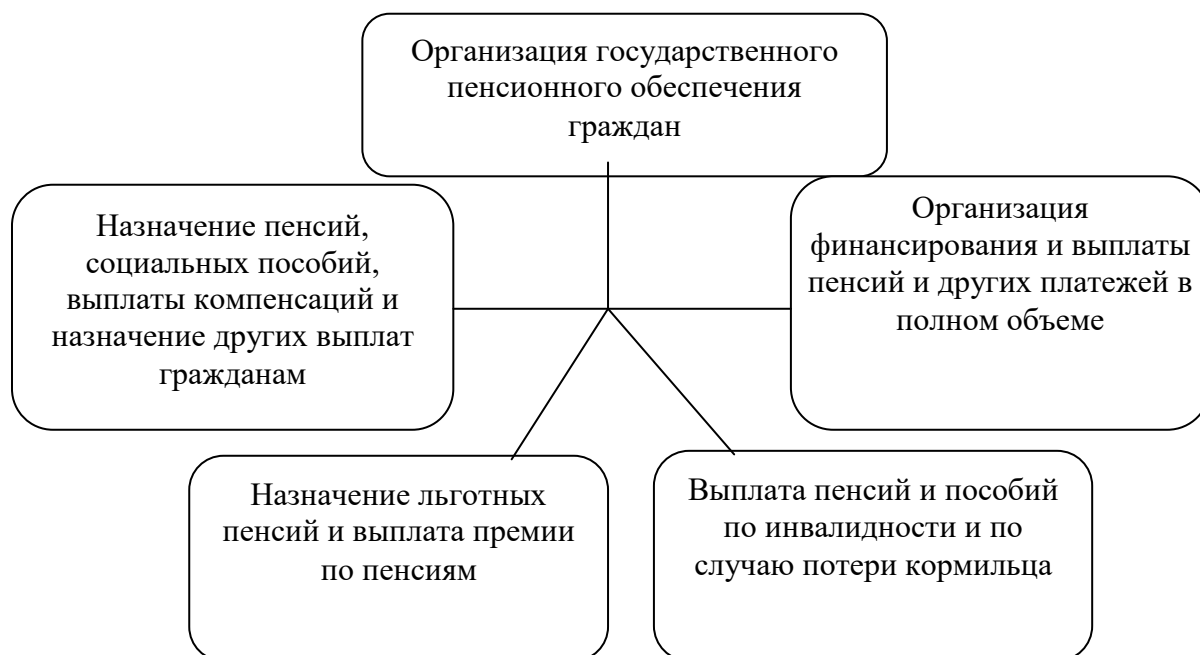 Организация государственного
пенсионного обеспечения
граждан
Назначение пенсий,
социальных пособий,
выплаты компенсаций и
назначение других выплат
гражданам
Организация
финансирования и выплаты
пенсий и других платежей в
полном объеме
Назначение льготных
пенсий и выплата премии
по пенсиям
Выплата пенсий и пособий
по инвалидности и по
случаю потери кормильца